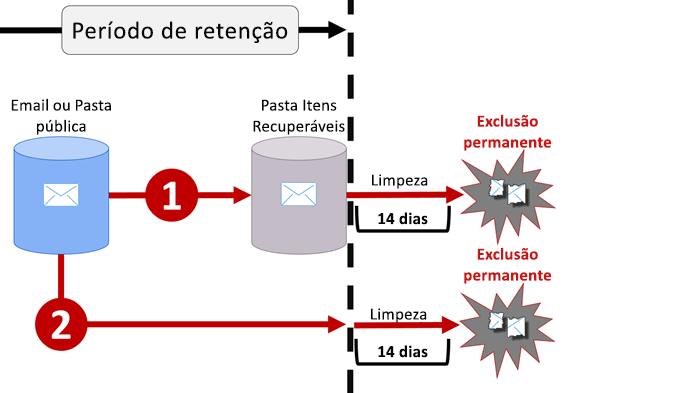 Período de retenção
Email ou Pasta
pública
Pasta Itens
Recuperáveis
1
Limpeza
14 dias
Exclusão
permanente
Exclusão
permanente
2
Limpeza
14 dias